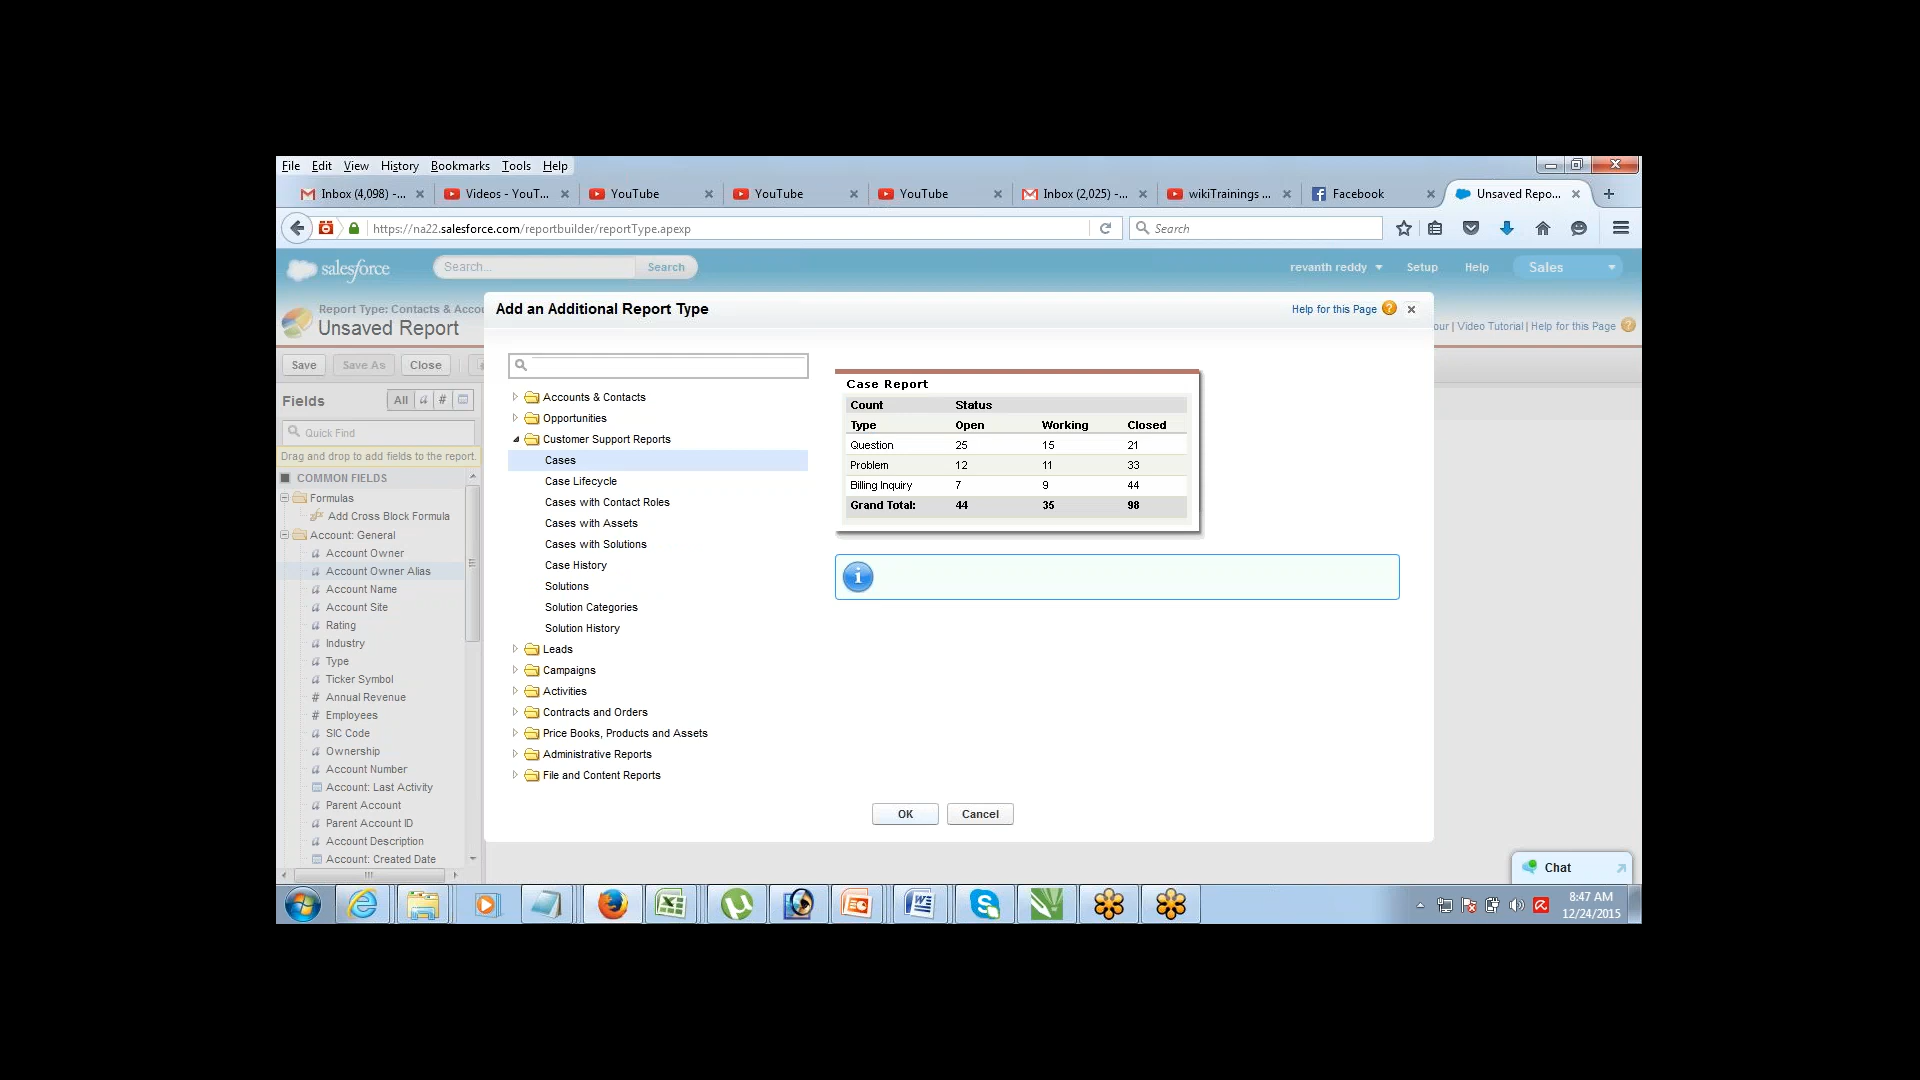 File Edit View History Bookmarks Tools Help
Inbox (4,098) -... Videos - YouT... YouTube YouTube YouTube Inbox (2,025) -... wikiTrainings ... Facebook Unsaved Repo...
https://na22.salesforce.com/reportbuilder/reportType.apexp Search
salesforce Search... Search revanth reddy Setup Help Sales
Report Type: Contacts & Accou
Unsaved Report
our | Video Tutorial | Help for this Page ?
Save Save As Close
Fields All a #
Quick Find
Drag and drop to add fields to the report.
COMMON FIELDS
Formulas
fx Add Cross Block Formula
Account: General
a Account Owner
a Account Owner Alias
a Account Name
a Account Site
a Rating
a Industry
a Type
a Ticker Symbol
# Annual Revenue
# Employees
a SIC Code
a Ownership
a Account Number
Account: Last Activity
a Parent Account
a Parent Account ID
a Account Description
Account: Created Date
Add an Additional Report Type
Help for this Page ?
Accounts & Contacts
Opportunities
Customer Support Reports
Cases
Case Lifecycle
Cases with Contact Roles
Cases with Assets
Cases with Solutions
Case History
Solutions
Solution Categories
Solution History
Leads
Campaigns
Activities
Contracts and Orders
Price Books, Products and Assets
Administrative Reports
File and Content Reports
Case Report
Count Status
Type Open Working Closed
Question 25 15 21
Problem 12 11 33
Billing Inquiry 7 9 44
Grand Total: 44 35 98
i
OK Cancel
Chat
8:47 AM
12/24/2015